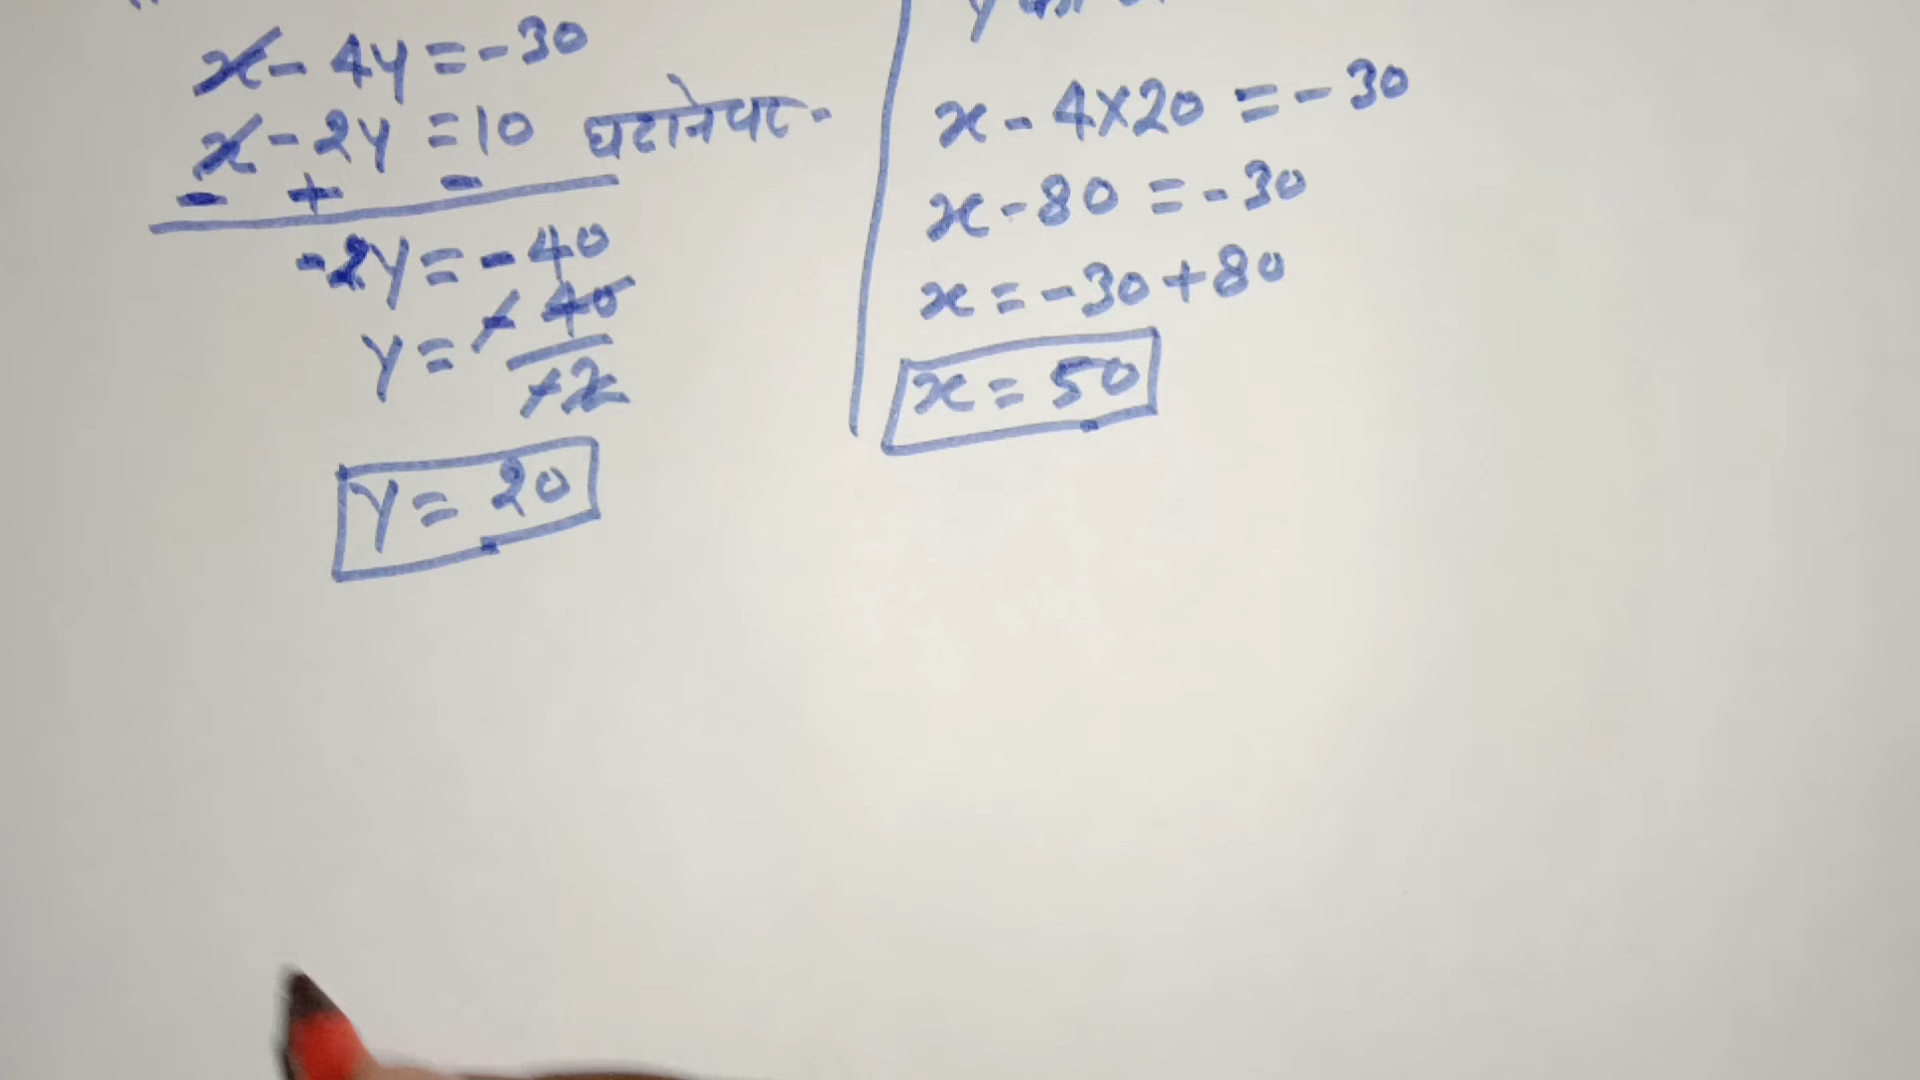 x - 4y = -30
x - 2y = 10 घटाने पर -
- + -
-2y = -40
y = -40/-2
y = 20
x - 4×20 = -30
x - 80 = -30
x = -30 + 80
x = 50